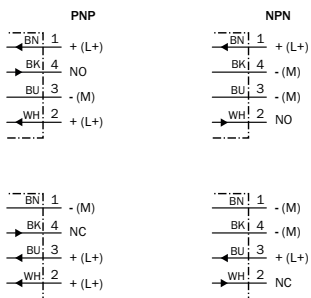 PNP
BN 1 + (L+)
BK 4 NO
BU 3 - (M)
WH 2 + (L+)
NPN
BN 1 + (L+)
BK 4 - (M)
BU 3 - (M)
WH 2 NO
BN 1 - (M)
BK 4 NC
BU 3 + (L+)
WH 2 + (L+)
BN 1 - (M)
BK 4 - (M)
BU 3 + (L+)
WH 2 NC